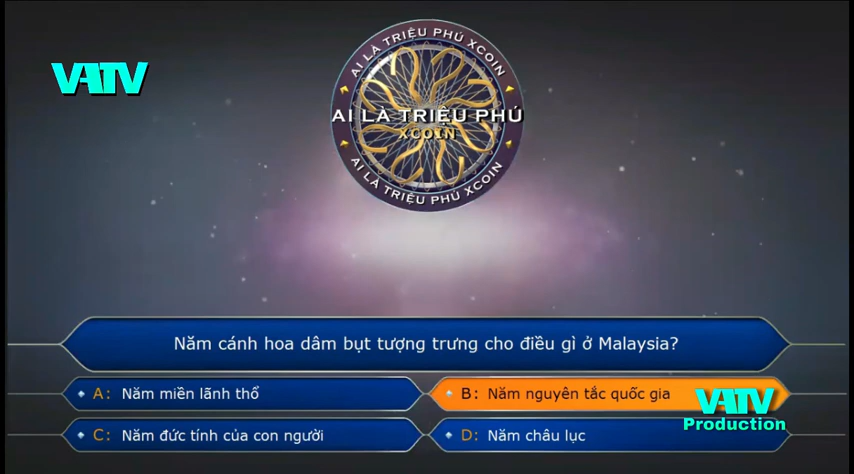 VATV
AI LÀ TRIỆU PHÚ XCOIN
AI LÀ TRIỆU PHÚ
XCOIN
AI LÀ TRIỆU PHÚ XCOIN
Năm cánh hoa dâm bụt tượng trưng cho điều gì ở Malaysia?
A: Năm miền lãnh thổ
B: Năm nguyên tắc quốc gia
C: Năm đức tính của con người
D: Năm châu lục
VATV
Production